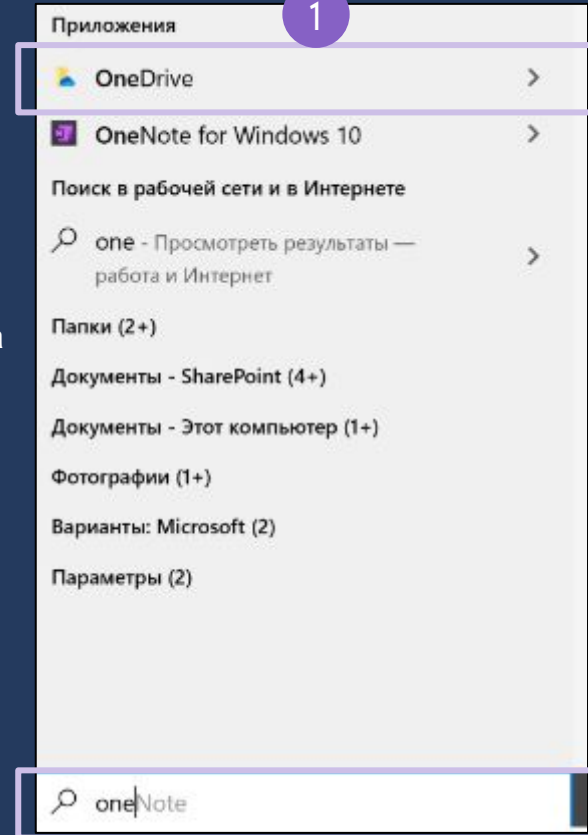 1
Приложения
OneDrive
OneNote for Windows 10
Поиск в рабочей сети и в Интернете
one - Просмотреть результаты —
работа и Интернет
Папки (2+)
а
Документы - SharePoint (4+)
Документы - Этот компьютер (1+)
Фотографии (1+)
Варианты: Microsoft (2)
Параметры (2)
oneNote